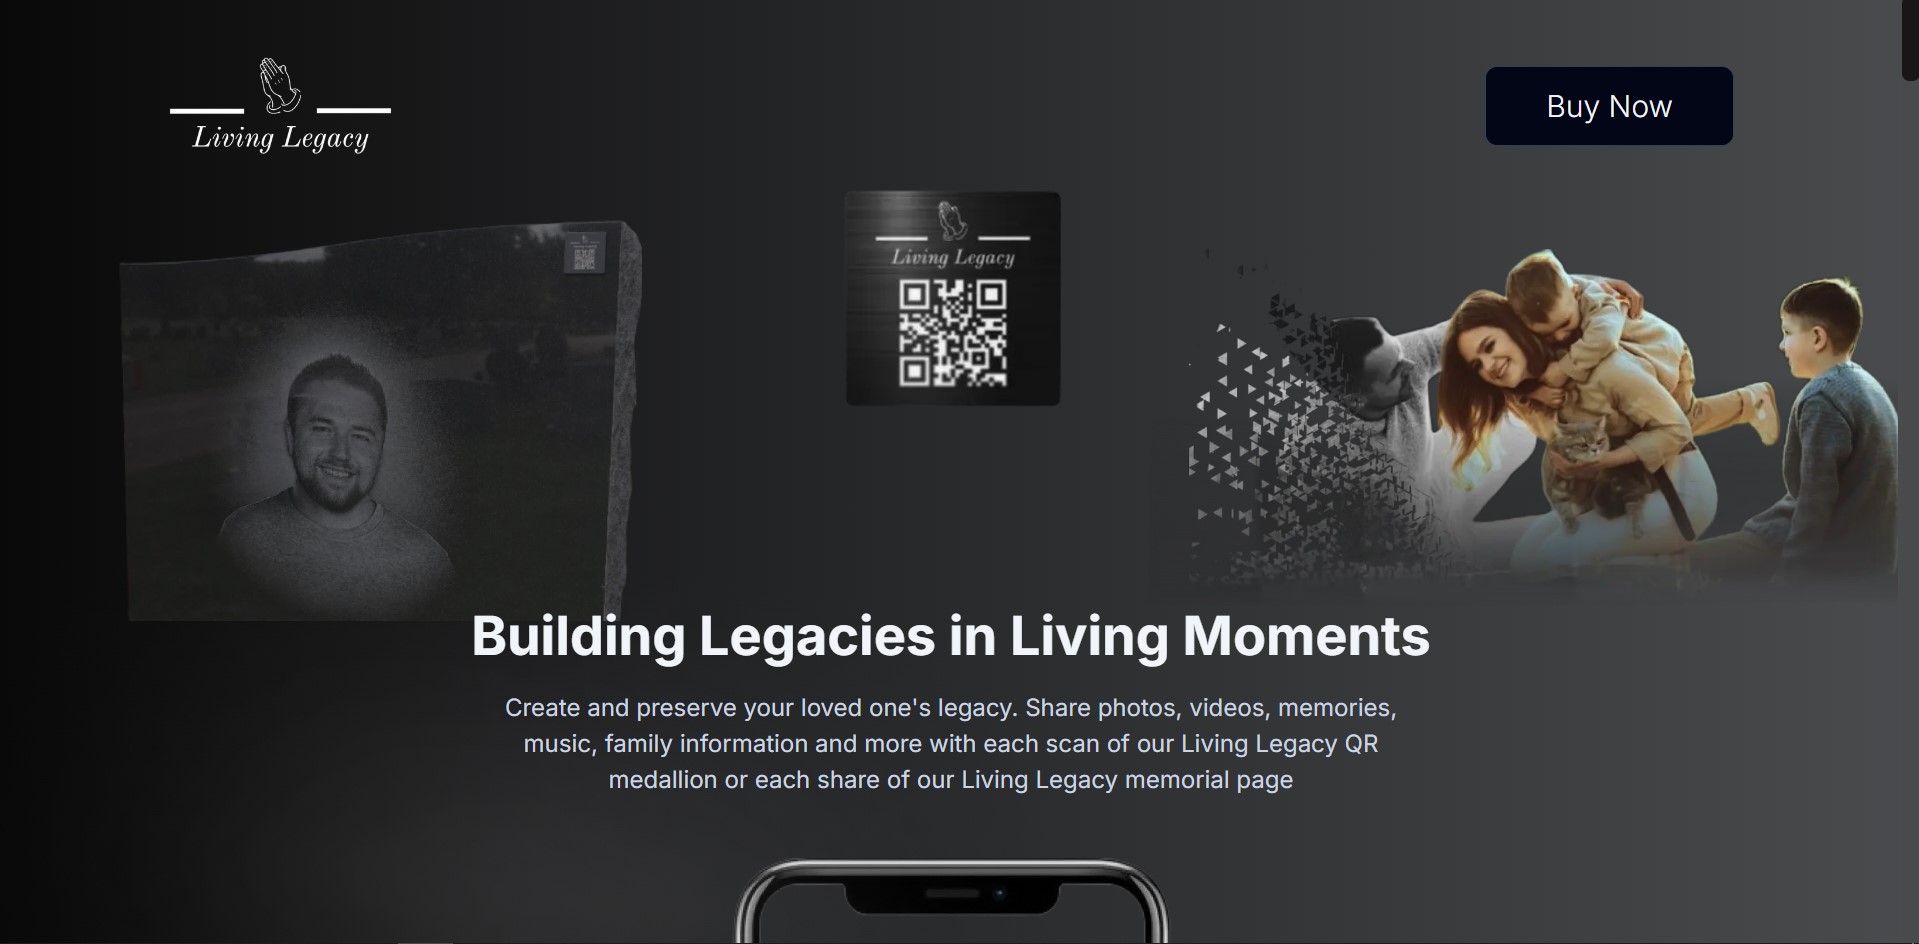 Living Legacy
Buy Now
Living Legacy
Building Legacies in Living Moments
Create and preserve your loved one's legacy. Share photos, videos, memories,
music, family information and more with each scan of our Living Legacy QR
medallion or each share of our Living Legacy memorial page